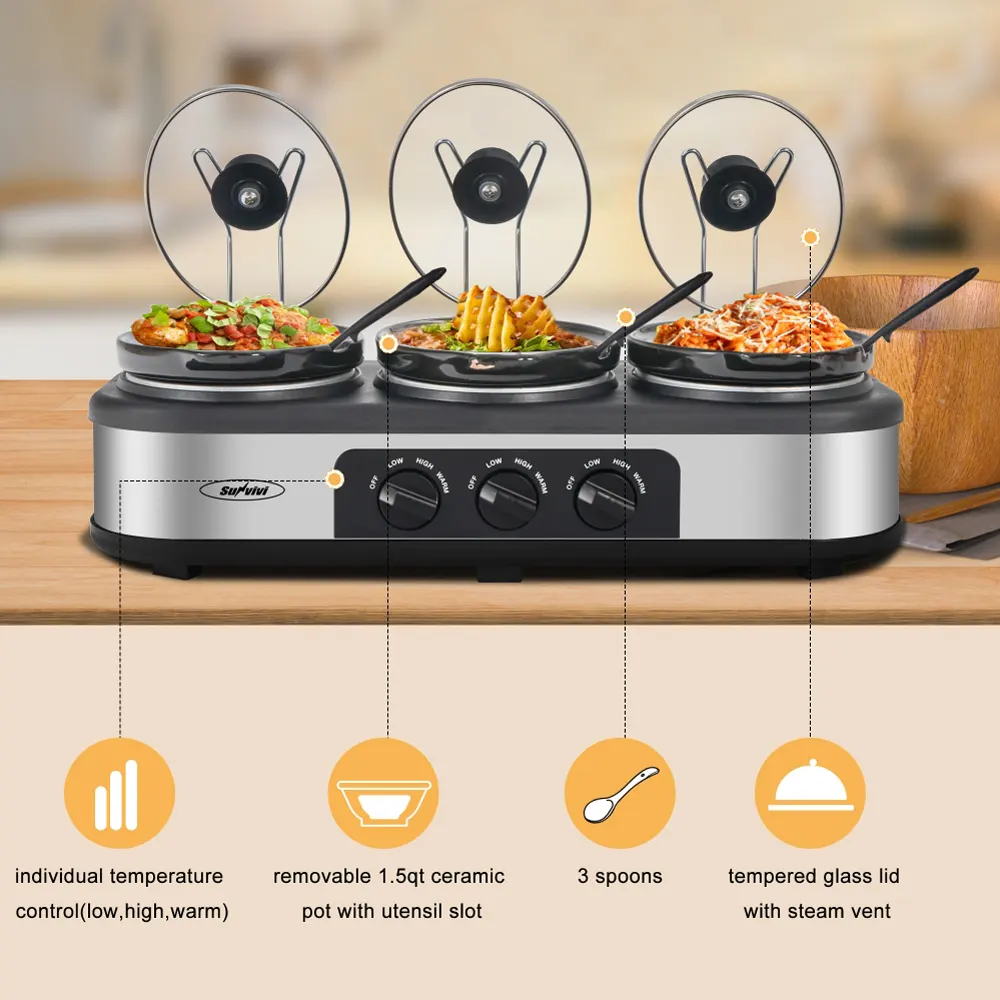 OFF LOW HIGH WARM
OFF LOW HIGH WARM
OFF LOW HIGH WARM
Sunvivi
individual temperature
control(low,high,warm)
removable 1.5qt ceramic
pot with utensil slot
3 spoons
tempered glass lid
with steam vent